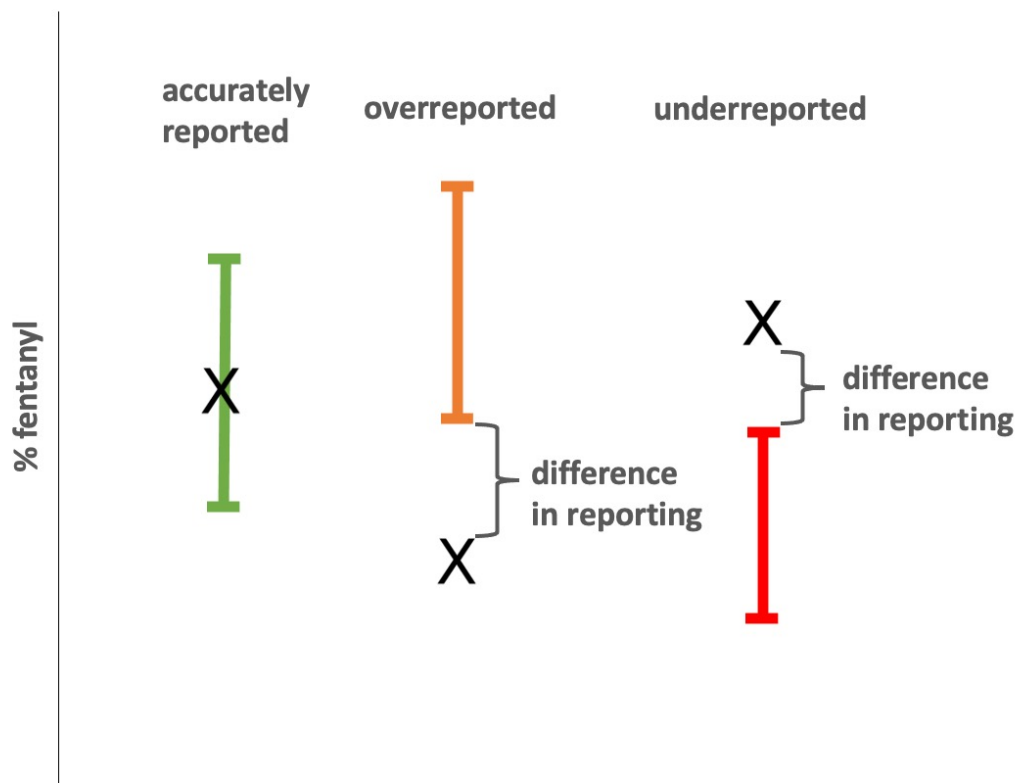 accurately
reported
overreported
underreported
% fentanyl
X
X
X
difference
in reporting
difference
in reporting